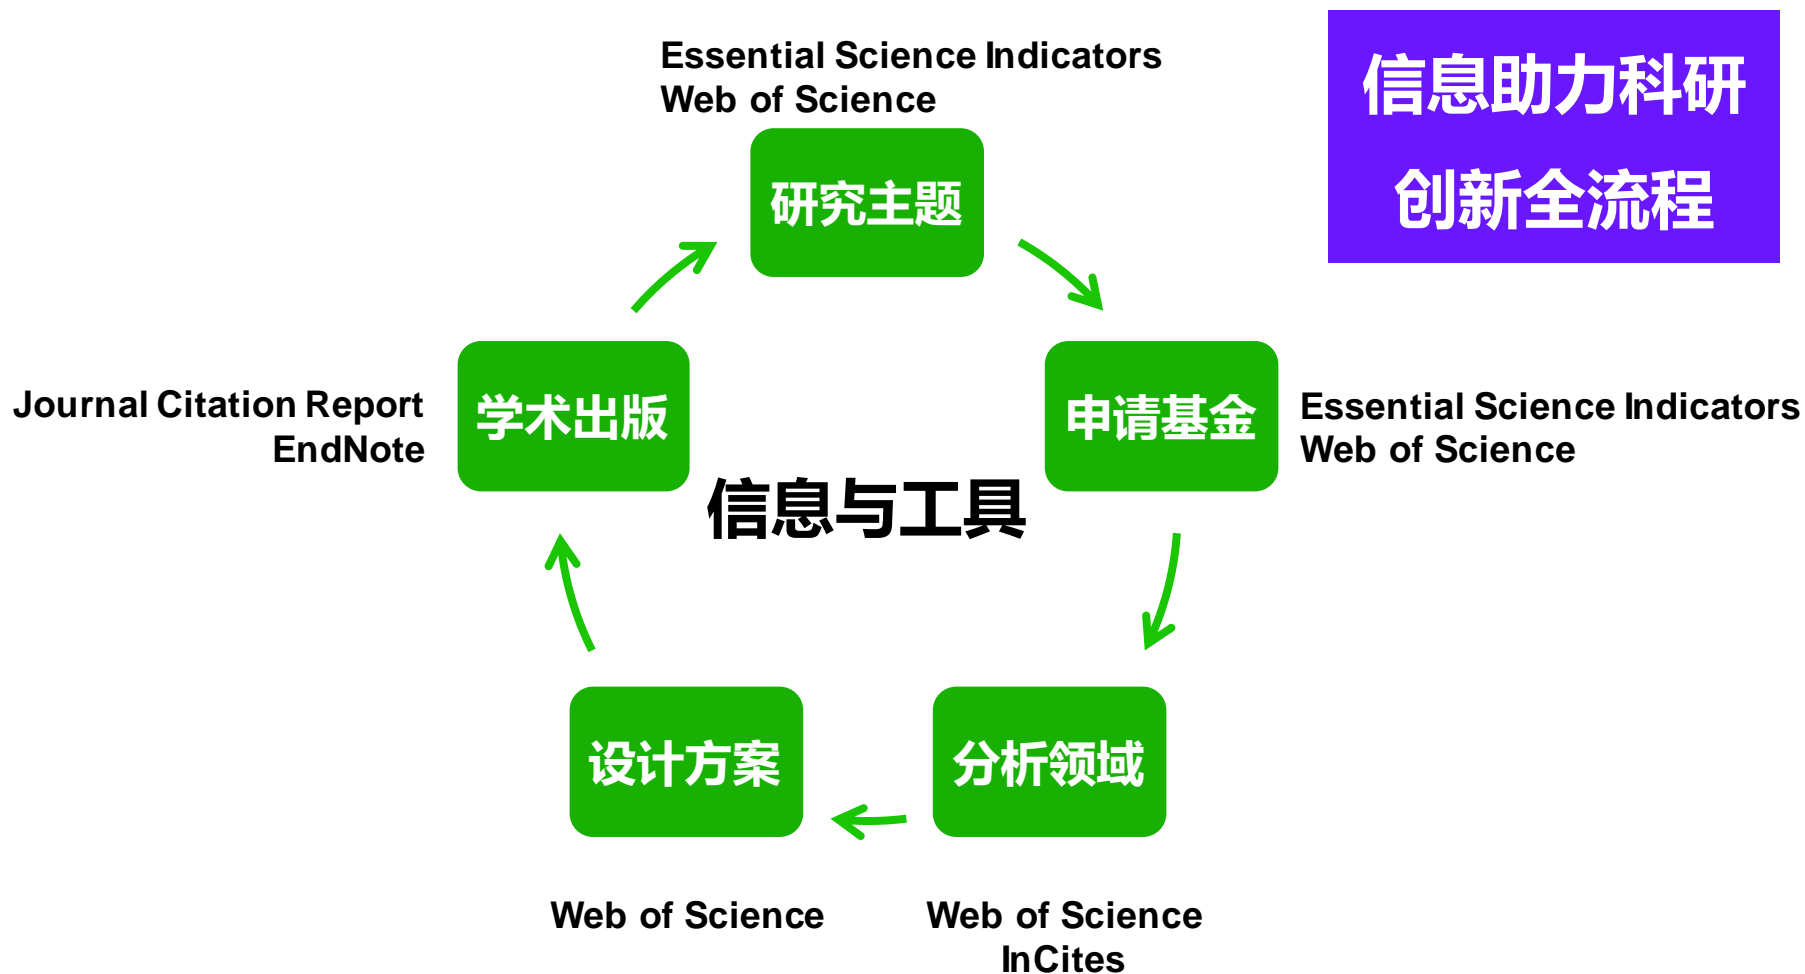 Essential Science Indicators
Web of Science
信息助力科研
创新全流程
研究主题
Journal Citation Report
EndNote
学术出版
申请基金
Essential Science Indicators
Web of Science
信息与工具
设计方案
分析领域
Web of Science
Web of Science
InCites